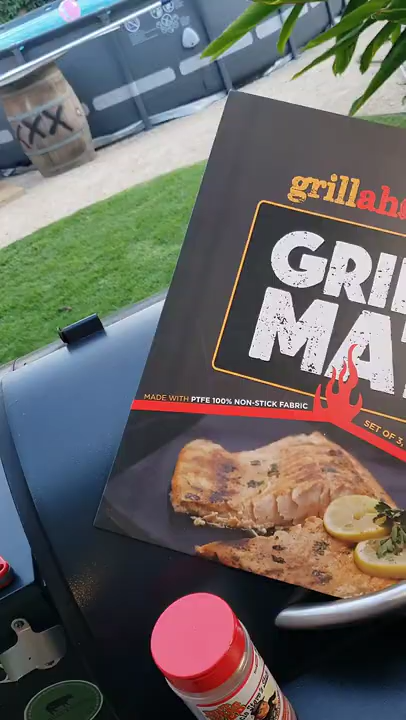 XXX
grillah
GRI
MA
MADE WITH PTFE 100% NON-STICK FABRIC
SET OF 3,